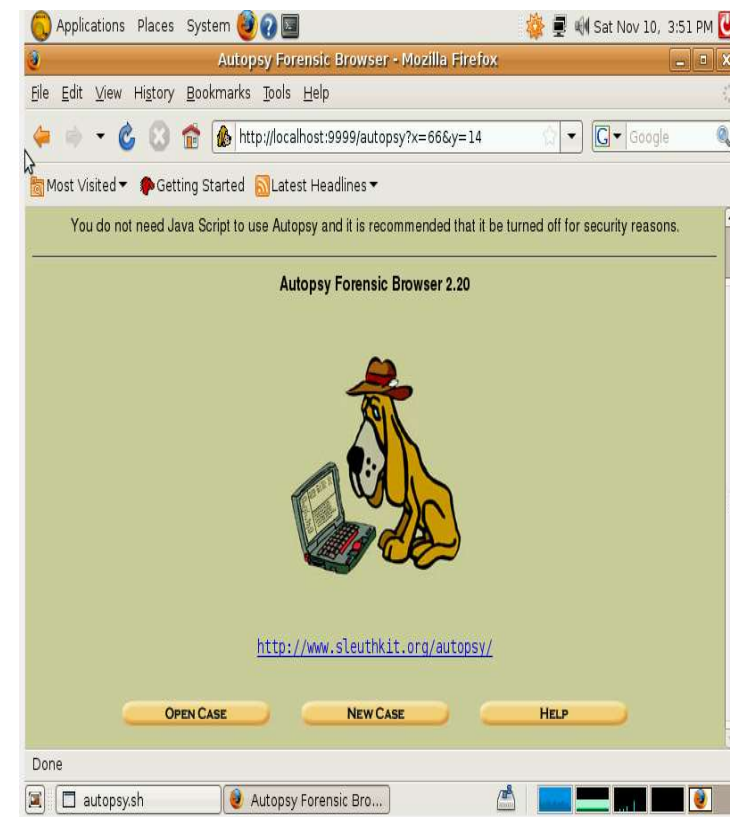 Applications Places System Sat Nov 10, 3:51 PM
Autopsy Forensic Browser - Mozilla Firefox
File Edit View History Bookmarks Tools Help
http://localhost:9999/autopsy?x=66&y=14 G Google
Most Visited Getting Started Latest Headlines
You do not need Java Script to use Autopsy and it is recommended that it be turned off for security reasons.
Autopsy Forensic Browser 2.20
http://www.sleuthkit.org/autopsy/
OPEN CASE NEW CASE HELP
Done
autopsy.sh Autopsy Forensic Bro...